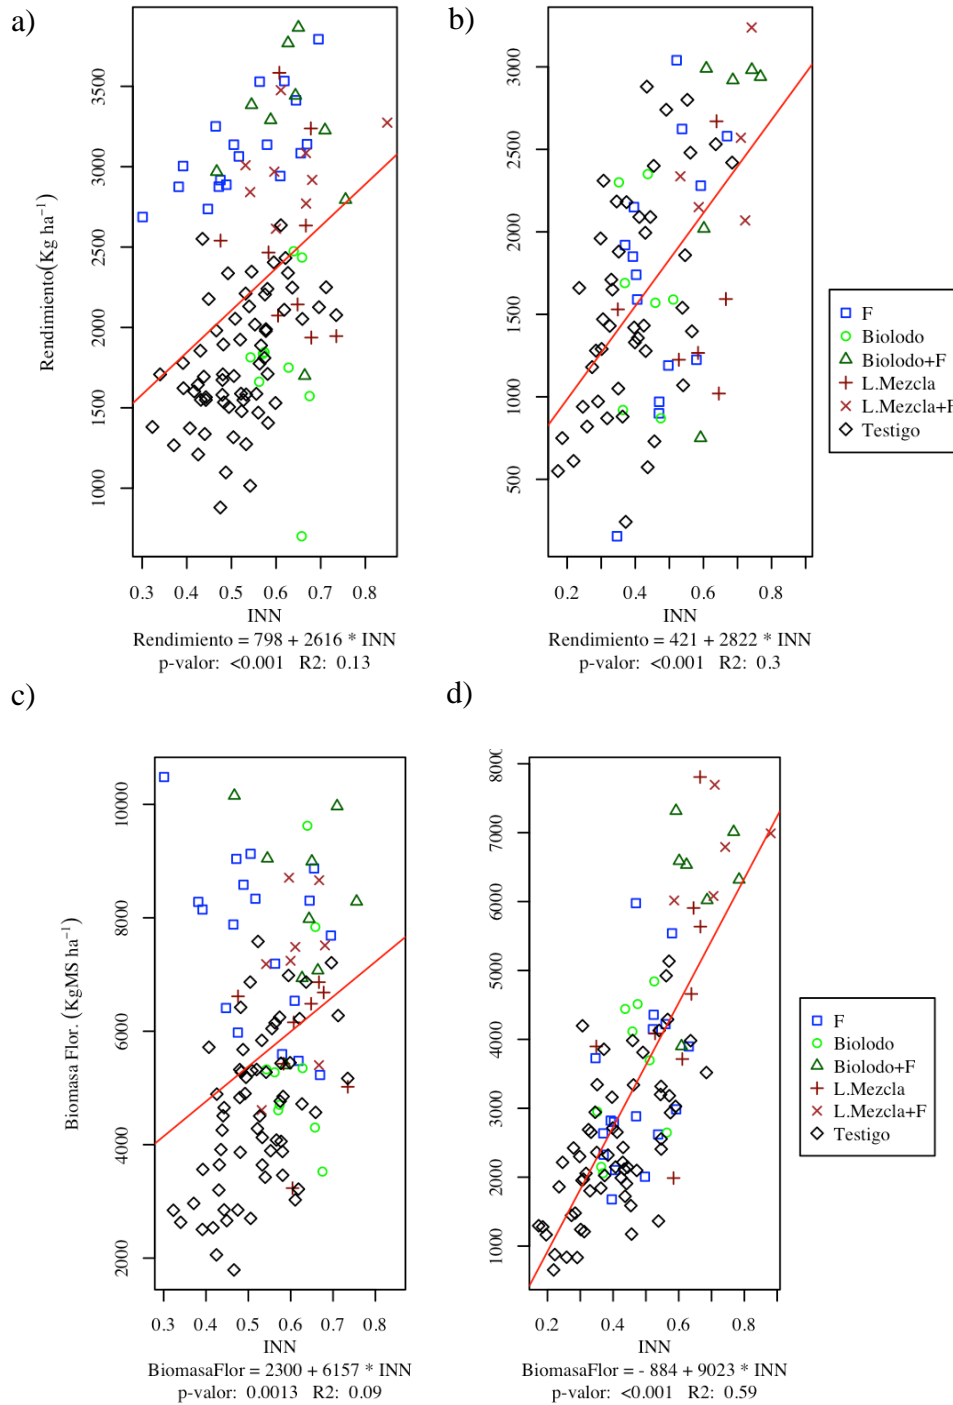 a)
b)
3500
3000
2500
2000
1500
1000
Rendimiento(Kg ha⁻¹)
0.3 0.4 0.5 0.6 0.7 0.8
INN
Rendimiento = 798 + 2616 * INN
p-valor: <0.001 R2: 0.13
3000
2500
2000
1500
1000
500
0.2 0.4 0.6 0.8
INN
Rendimiento = 421 + 2822 * INN
p-valor: <0.001 R2: 0.3
F
Biolodo
Biolodo+F
L.Mezcla
L.Mezcla+F
Testigo
c)
d)
10000
8000
6000
4000
2000
Biomasa Flor. (KgMS ha⁻¹)
0.3 0.4 0.5 0.6 0.7 0.8
INN
BiomasaFlor = 2300 + 6157 * INN
p-valor: 0.0013 R2: 0.09
8000
7000
6000
5000
4000
3000
2000
1000
0.2 0.4 0.6 0.8
INN
BiomasaFlor = - 884 + 9023 * INN
p-valor: <0.001 R2: 0.59
F
Biolodo
Biolodo+F
L.Mezcla
L.Mezcla+F
Testigo